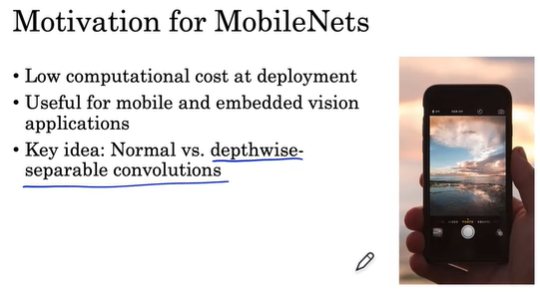 Motivation for MobileNets
• Low computational cost at deployment
• Useful for mobile and embedded vision
applications
• Key idea: Normal vs. depthwise-
separable convolutions